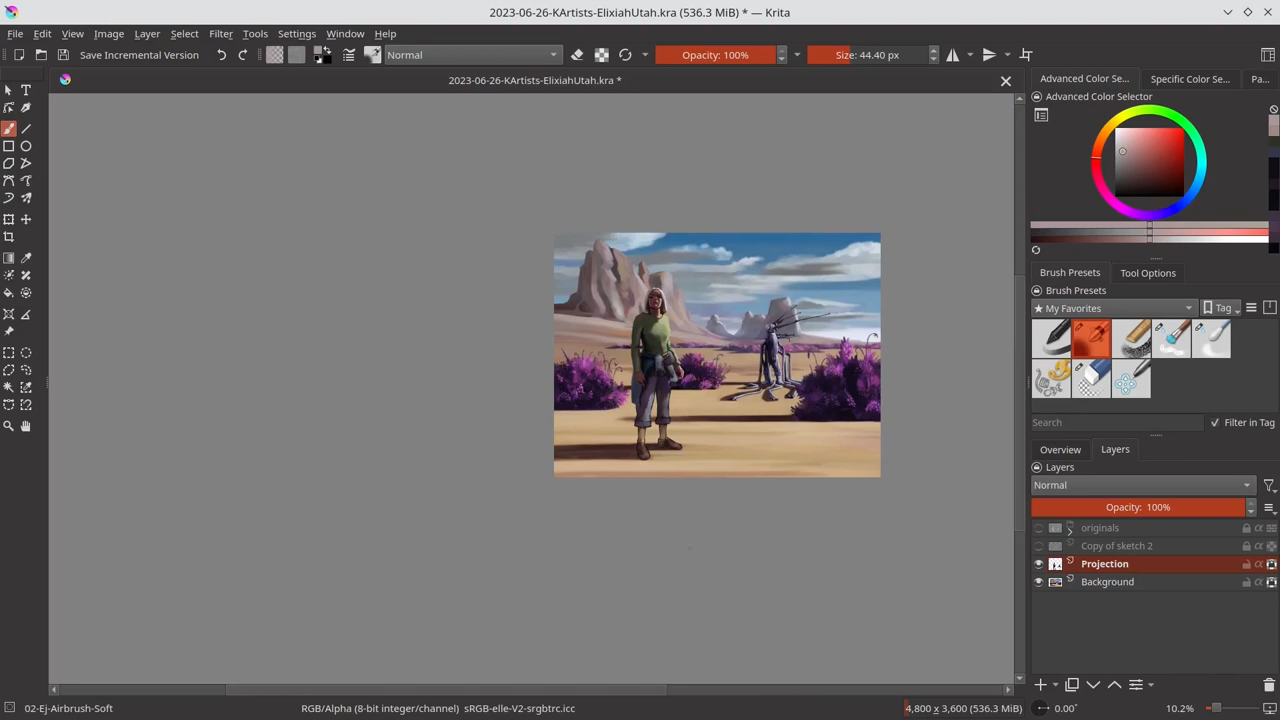 2023-06-26-KArtists-ElixiahUtah.kra (536.3 MiB) * — Krita
File Edit View Image Layer Select Filter Tools Settings Window Help
Save Incremental Version Normal Opacity: 100% Size: 44.40 px
2023-06-26-KArtists-ElixiahUtah.kra *
Advanced Color Se... Specific Color Se... Pa...
Advanced Color Selector
Brush Presets Tool Options
Brush Presets
My Favorites Tag
Search Filter in Tag
Overview Layers
Layers
Normal
Opacity: 100%
originals
Copy of sketch 2
Projection
Background
02-Ej-Airbrush-Soft RGB/Alpha (8-bit integer/channel) sRGB-elle-V2-srgbtrc.icc 4,800 x 3,600 (536.3 MiB) 0.00° 10.2%